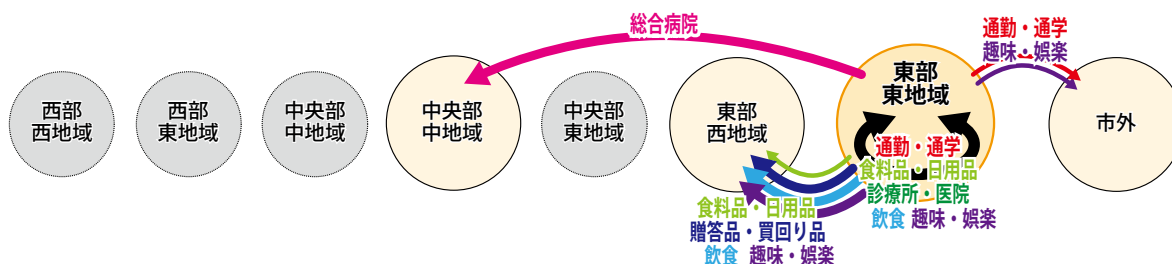 総合病院
通勤・通学
趣味・娯楽
西部
西地域
西部
東地域
中央部
中地域
中央部
中地域
中央部
東地域
東部
西地域
東部
東地域
市外
通勤・通学
食料品・日用品
診療所・医院
飲食 趣味・娯楽
食料品・日用品
贈答品・買回り品
飲食 趣味・娯楽